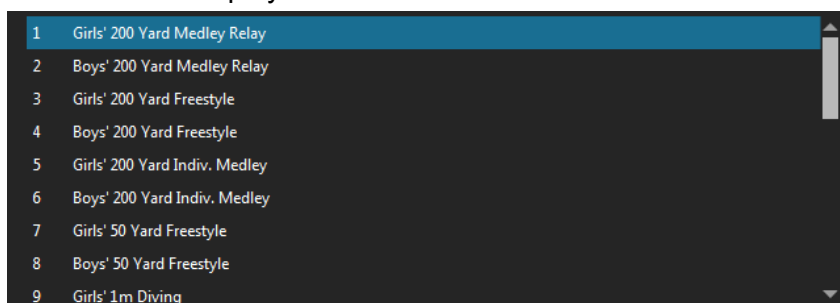 1 Girls' 200 Yard Medley Relay
2 Boys' 200 Yard Medley Relay
3 Girls' 200 Yard Freestyle
4 Boys' 200 Yard Freestyle
5 Girls' 200 Yard Indiv. Medley
6 Boys' 200 Yard Indiv. Medley
7 Girls' 50 Yard Freestyle
8 Boys' 50 Yard Freestyle
9 Girls' 1m Diving